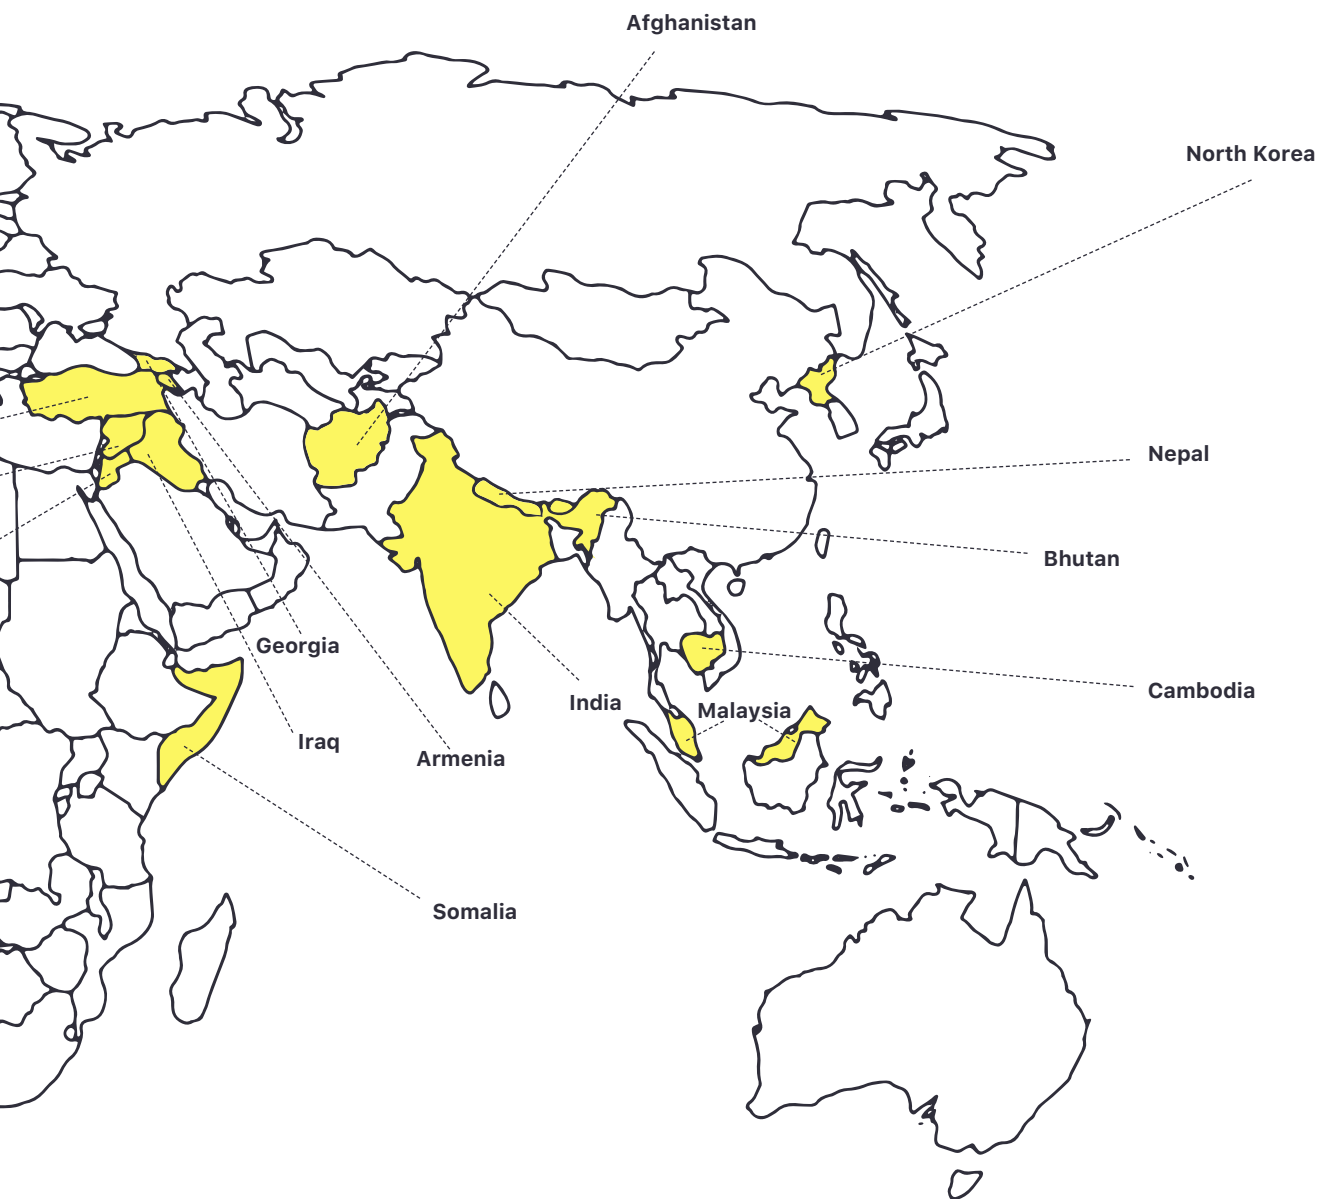 Afghanistan
North Korea
Nepal
Bhutan
Georgia
Cambodia
India
Malaysia
Iraq
Armenia
Somalia